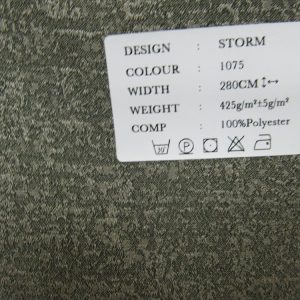 DESIGN : STORM
COLOUR : 1075
WIDTH : 280CM
WEIGHT : 425g/m²±5g/m²
COMP : 100%Polyester
P